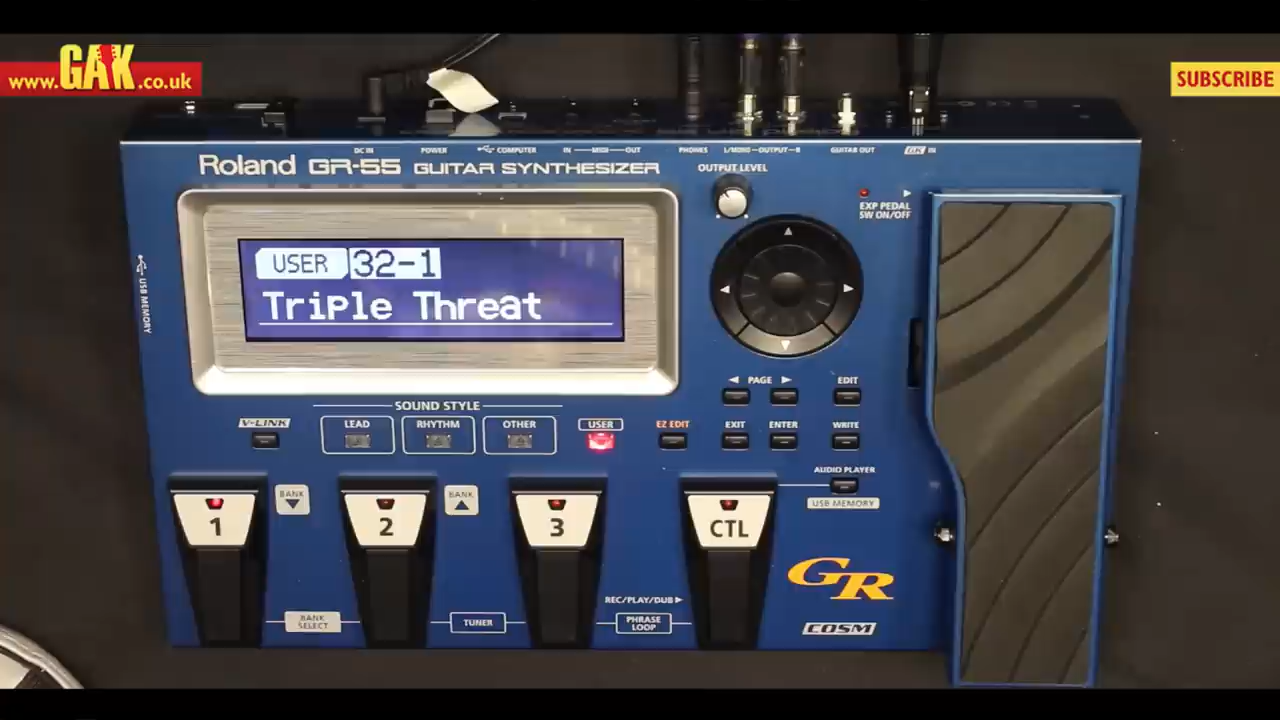 www.GAK.co.uk
SUBSCRIBE
DC IN
POWER
COMPUTER
IN MIDI OUT
PHONES
L/MONO OUTPUT R
GUITAR OUT
GK IN
Roland GR-55 GUITAR SYNTHESIZER
OUTPUT LEVEL
EXP PEDAL
SW ON/OFF
USB MEMORY
USER 32-1
Triple Threat
PAGE
EDIT
SOUND STYLE
V-LINK
LEAD
RHYTHM
OTHER
USER
EZ EDIT
EXIT
ENTER
WRITE
AUDIO PLAYER
USB MEMORY
1
BANK
2
BANK
3
CTL
GR
REC/PLAY/DUB
BANK
SELECT
TUNER
PHRASE
LOOP
COSM